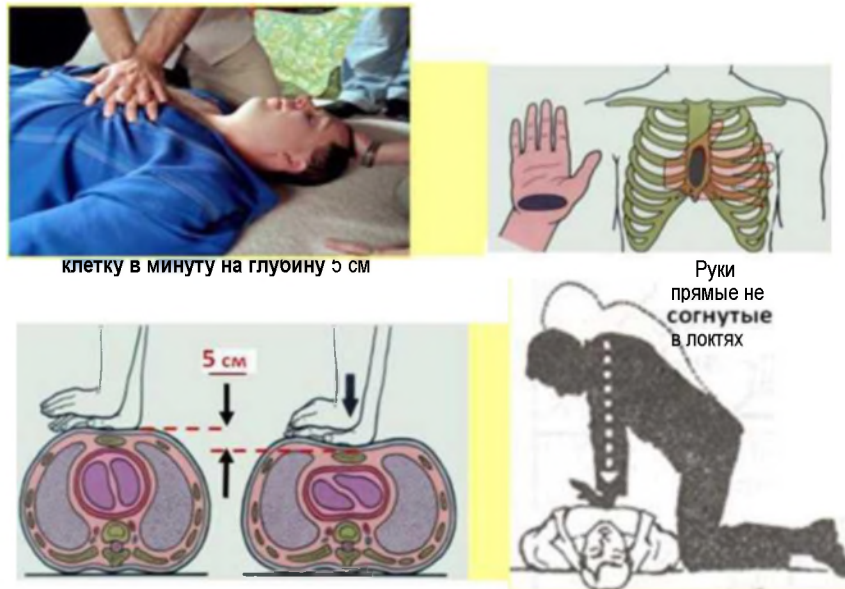 клетку в минуту на глубину 5 см
Руки
прямые не
согнутые
в локтях
5 см